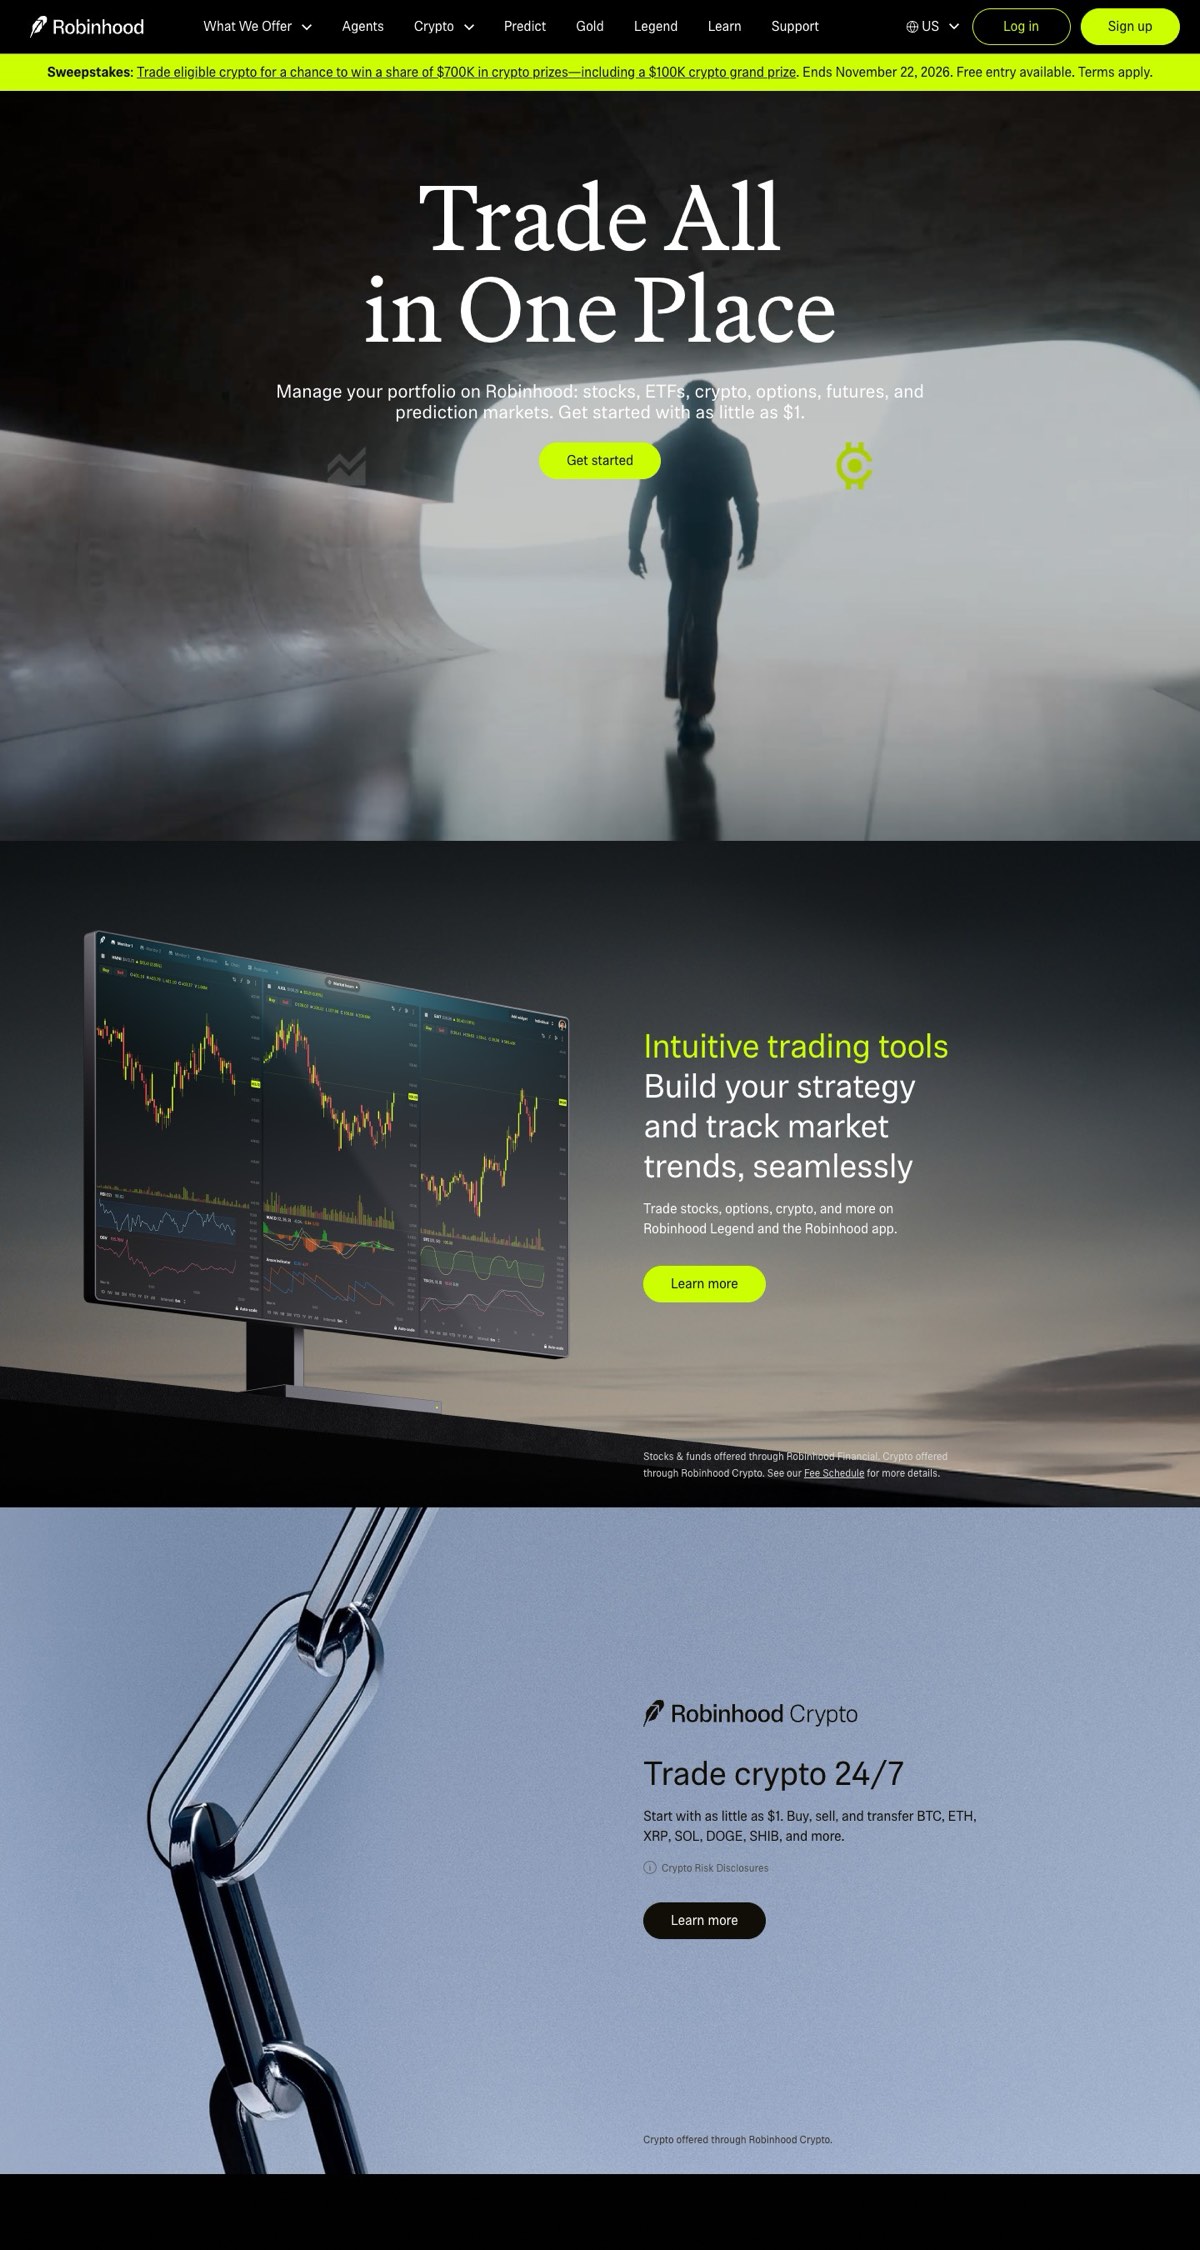 Robinhood
What We Offer
Agents
Crypto
Predict
Gold
Legend
Learn
Support
US
Log in
Sign up
Sweepstakes: Trade eligible crypto for a chance to win a share of $700K in crypto prizes—including a $100K crypto grand prize. Ends November 22, 2026. Free entry available. Terms apply.
Trade All
in One Place
Manage your portfolio on Robinhood: stocks, ETFs, crypto, options, futures, and
prediction markets. Get started with as little as $1.
Get started
Intuitive trading tools
Build your strategy
and track market
trends, seamlessly
Trade stocks, options, crypto, and more on
Robinhood Legend and the Robinhood app.
Learn more
Stocks & funds offered through Robinhood Financial. Crypto offered
through Robinhood Crypto. See our Fee Schedule for more details.
Robinhood Crypto
Trade crypto 24/7
Start with as little as $1. Buy, sell, and transfer BTC, ETH,
XRP, SOL, DOGE, SHIB, and more.
Crypto Risk Disclosures
Learn more
Crypto offered through Robinhood Crypto.